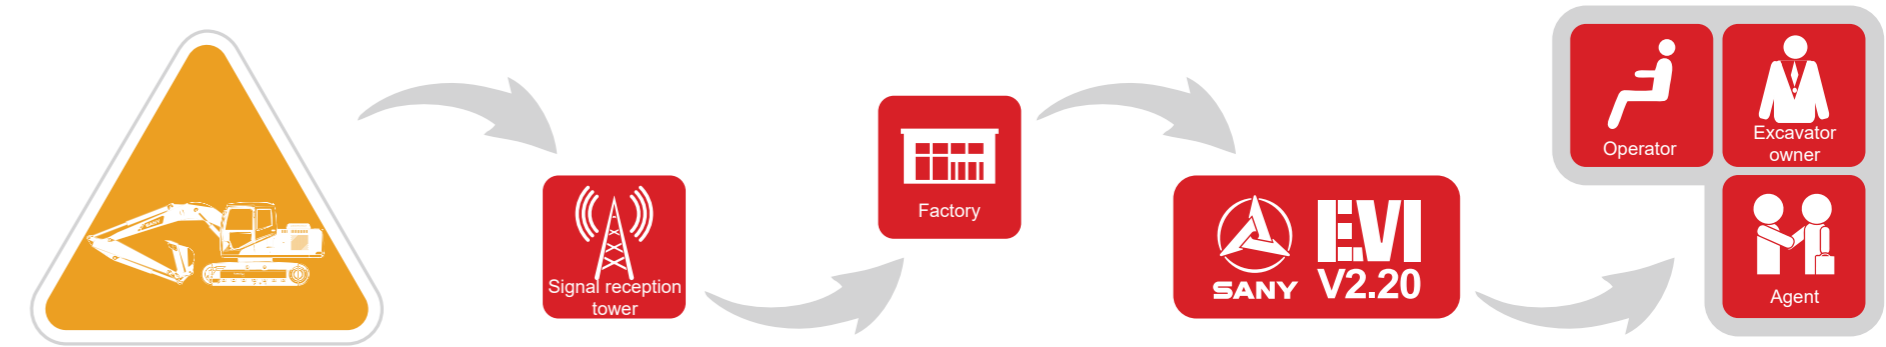 Signal reception
tower
Factory
SANY
EVI
V2.20
Operator
Excavator
owner
Agent